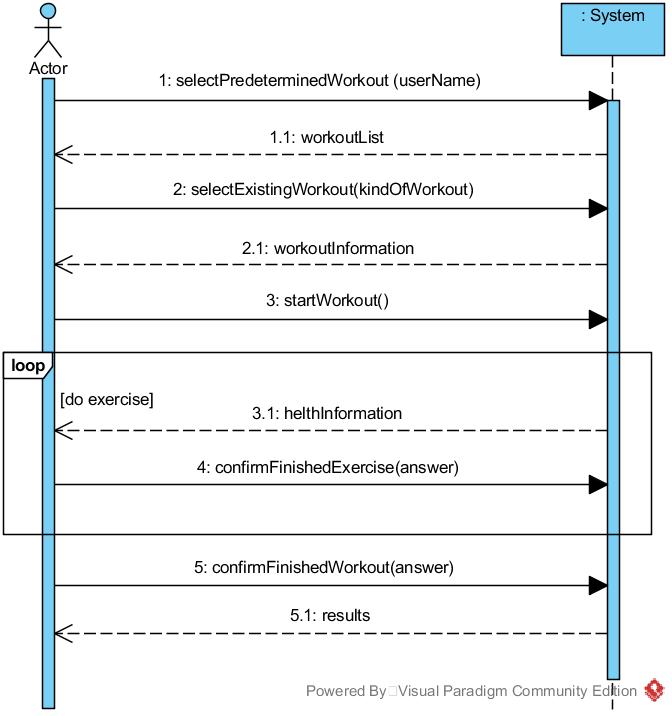 : System
Actor
1: selectPredeterminedWorkout (userName)
1.1: workoutList
2: selectExistingWorkout(kindOfWorkout)
2.1: workoutInformation
3: startWorkout()
loop
[do exercise]
3.1: helthInformation
4: confirmFinishedExercise(answer)
5: confirmFinishedWorkout(answer)
5.1: results
Powered By Visual Paradigm Community Edition